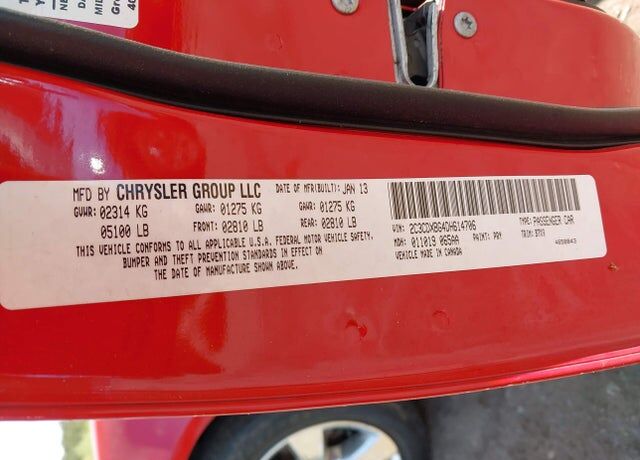 MFD BY CHRYSLER GROUP LLC DATE OF MFR(BUILT): JAN 13
GVWR: 02314 KG GAWR: 01275 KG GAWR: 01275 KG
05100 LB FRONT: 02810 LB REAR: 02810 LB
THIS VEHICLE CONFORMS TO ALL APPLICABLE U.S.A. FEDERAL MOTOR VEHICLE SAFETY,
BUMPER AND THEFT PREVENTION STANDARDS IN EFFECT ON
THE DATE OF MANUFACTURE SHOWN ABOVE.
VIN: 2C3CDXBG4DH614706 TYPE: PASSENGER CAR
MDH: 011019 065AA PAINT: PRY TRIM:
VEHICLE MADE IN CANADA